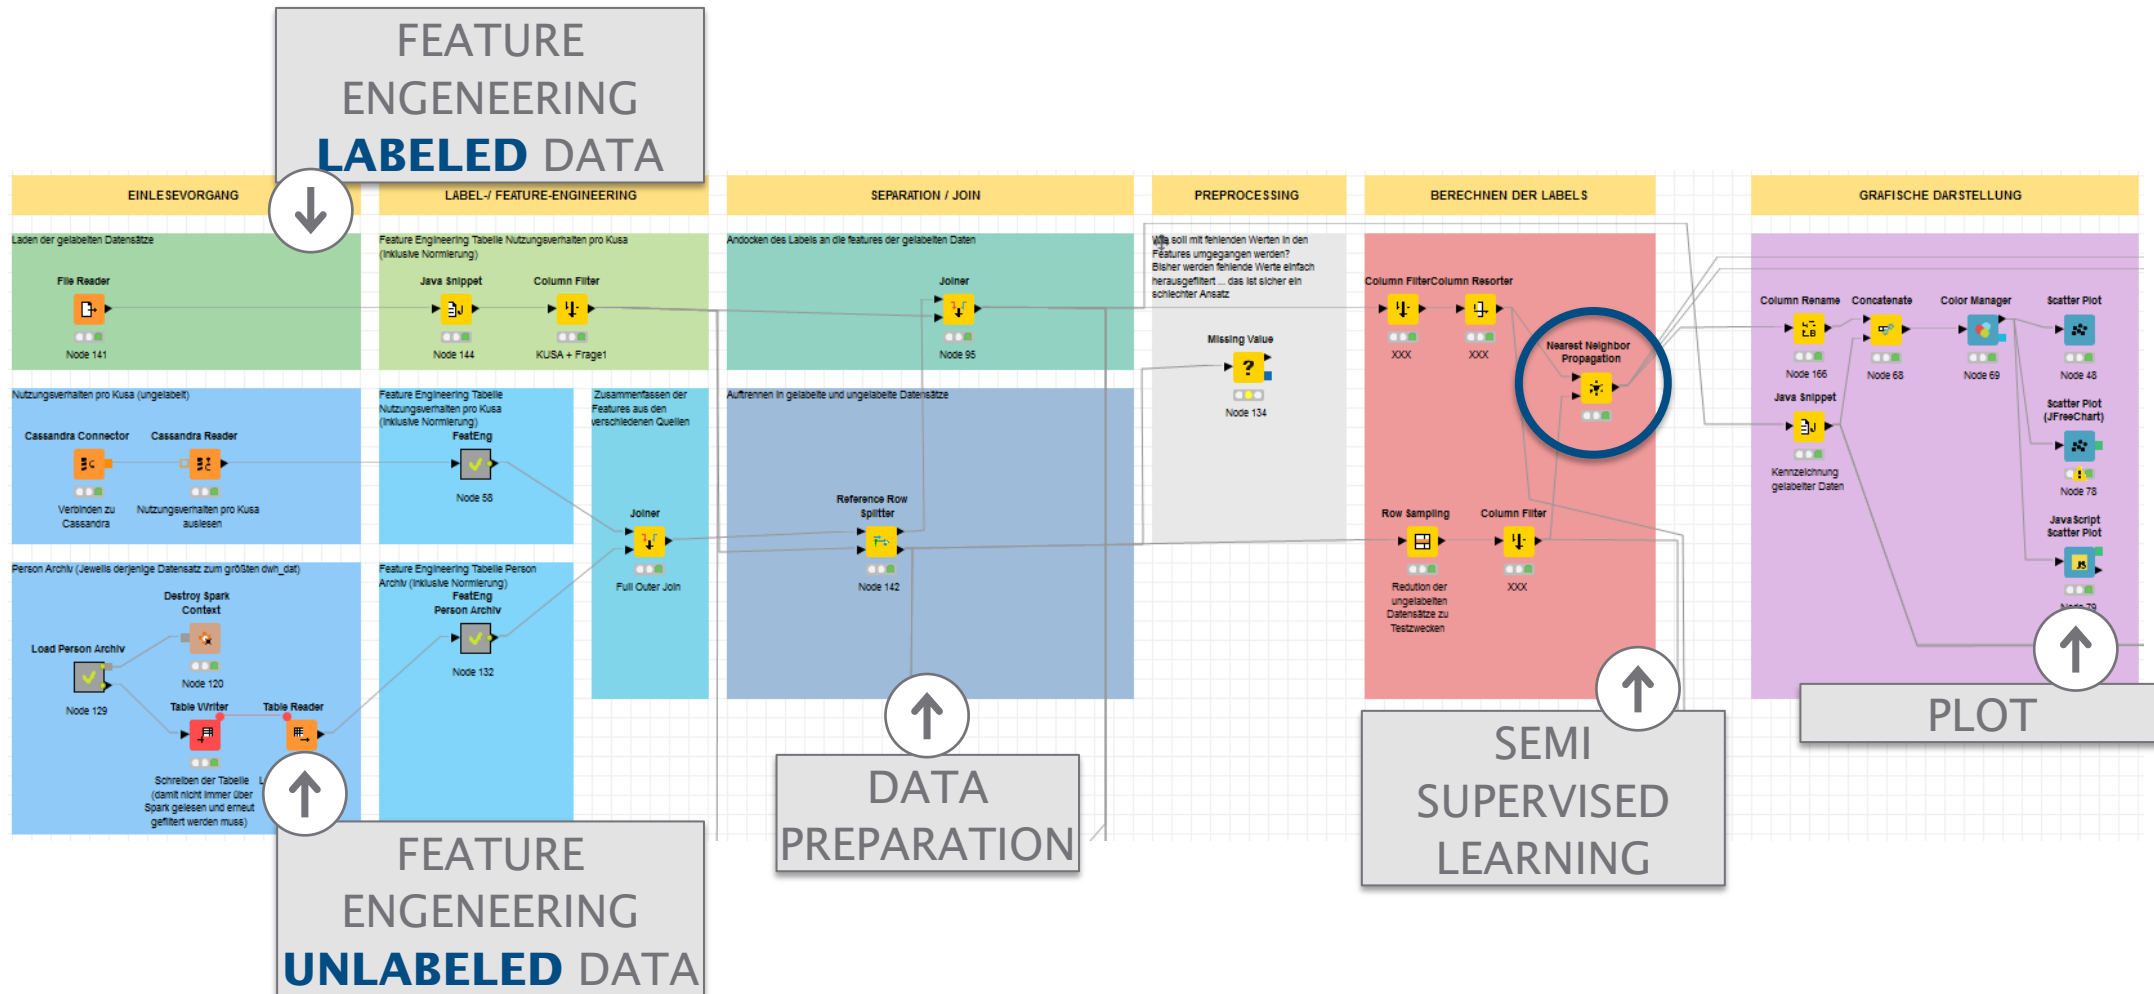 FEATURE
ENGENEERING
LABELED DATA
EINLESEVORGANG
LABEL-/ FEATURE-ENGINEERING
SEPARATION / JOIN
PREPROCESSING
BERECHNEN DER LABELS
GRAFISCHE DARSTELLUNG
Laden der gelabelten Datensätze
File Reader
Node 141
Feature Engineering Tabelle Nutzungsverhalten pro Kusa
(Inklusive Normierung)
Java Snippet
Column Filter
Node 144
KUSA + Frage1
Andocken des Labels an die features der gelabelten Daten
Joiner
Node 95
Wie soll mit fehlenden Werten in den
Features umgegangen werden?
Bisher werden fehlende Werte einfach
herausgefiltert ... das ist sicher ein
schlechter Ansatz
Missing Value
Node 134
Column Filter
Column Resorter
XXX
XXX
Nearest Neighbor
Propagation
Column Rename
Concatenate
Color Manager
Scatter Plot
Node 166
Node 68
Node 69
Node 48
Java Snippet
Kennzeichnung
gelabelter Daten
Scatter Plot
(JFreeChart)
Node 78
JavaScript
Scatter Plot
Node 79
Nutzungsverhalten pro Kusa (ungelabelt)
Cassandra Connector
Cassandra Reader
Verbinden zu
Cassandra
Nutzungsverhalten pro Kusa
auslesen
Feature Engineering Tabelle
Nutzungsverhalten pro Kusa
(Inklusive Normierung)
FeatEng
Node 58
Zusammenfassen der
Features aus den
verschiedenen Quellen
Joiner
Full Outer Join
Auftrennen in gelabelte und ungelabelte Datensätze
Reference Row
Splitter
Node 142
Row Sampling
Column Filter
Redution der
ungelabelten
Datensätze zu
Testzwecken
XXX
Person Archiv (Jeweils derjenige Datensatz zum größten dwh_dat)
Destroy Spark
Context
Node 120
Load Person Archiv
Node 129
Table Writer
Table Reader
Schreiben der Tabelle
(damit nicht immer über
Spark gelesen und erneut
gefiltert werden muss)
Feature Engineering Tabelle Person
Archiv (Inklusive Normierung)
FeatEng
Person Archiv
Node 132
FEATURE
ENGENEERING
UNLABELED DATA
DATA
PREPARATION
SEMI
SUPERVISED
LEARNING
PLOT